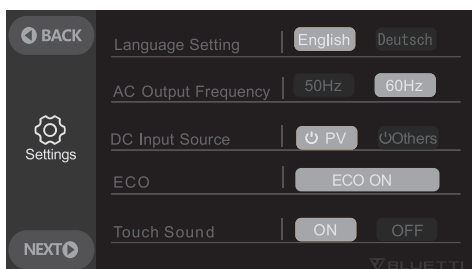 BACK
Language Setting English Deutsch
AC Output Frequency 50Hz 60Hz
Settings
DC Input Source PV Others
ECO ECO ON
Touch Sound ON OFF
NEXT
BLUETTI